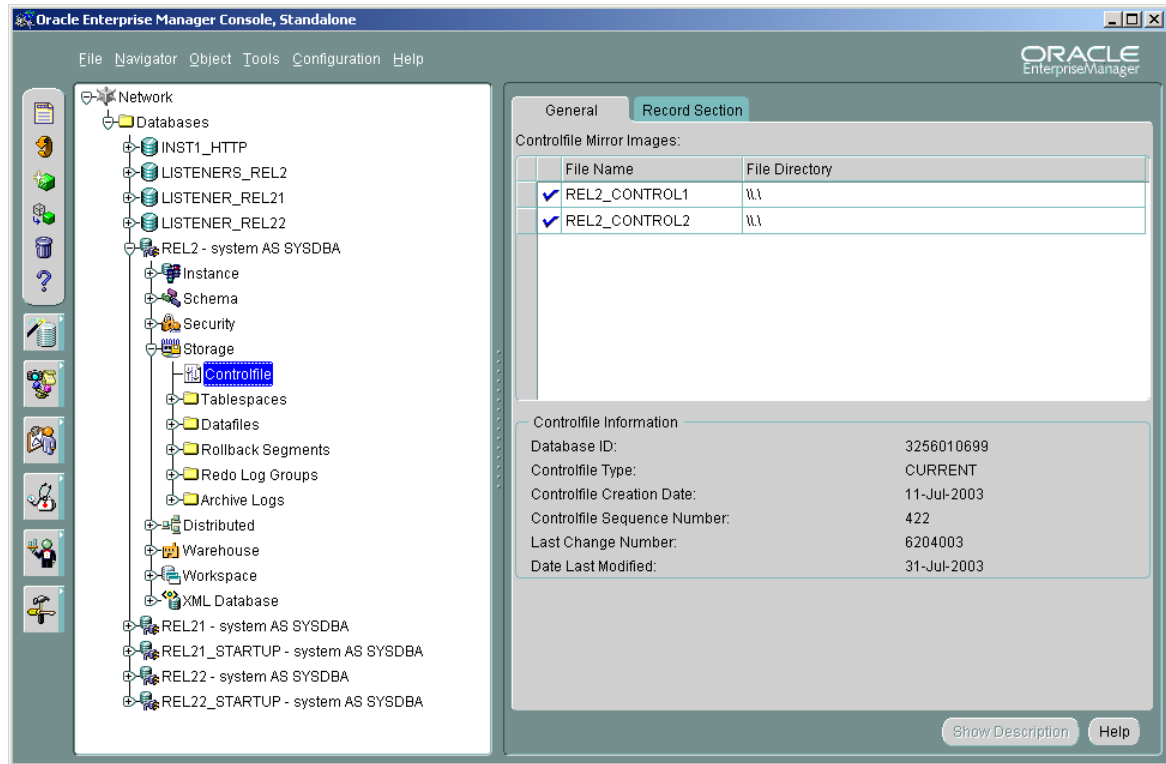 Oracle Enterprise Manager Console, Standalone
File Navigator Object Tools Configuration Help
ORACLE
EnterpriseManager
Network
Databases
INST1_HTTP
LISTENERS_REL2
LISTENER_REL21
LISTENER_REL22
REL2 - system AS SYSDBA
Instance
Schema
Security
Storage
Controlfile
Tablespaces
Datafiles
Rollback Segments
Redo Log Groups
Archive Logs
Distributed
Warehouse
Workspace
XML Database
REL21 - system AS SYSDBA
REL21_STARTUP - system AS SYSDBA
REL22 - system AS SYSDBA
REL22_STARTUP - system AS SYSDBA
General Record Section
Controlfile Mirror Images:
File Name File Directory
REL2_CONTROL1 \\.\
REL2_CONTROL2 \\.\
Controlfile Information
Database ID: 3256010699
Controlfile Type: CURRENT
Controlfile Creation Date: 11-Jul-2003
Controlfile Sequence Number: 422
Last Change Number: 6204003
Date Last Modified: 31-Jul-2003
Show Description Help